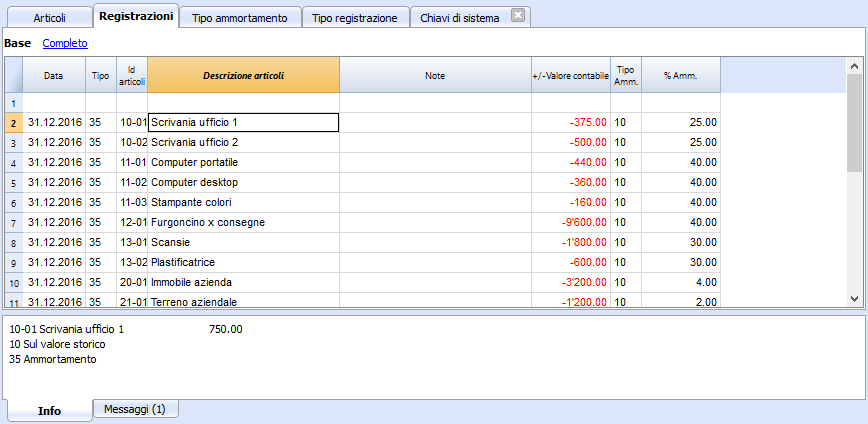 Articoli Registrazioni Tipo ammortamento Tipo registrazione Chiavi di sistema
Base Completo
Data Tipo Id articoli Descrizione articoli Note +/-Valore contabile Tipo Amm. % Amm.
1
2 31.12.2016 35 10-01 Scrivania ufficio 1 -375.00 10 25.00
3 31.12.2016 35 10-02 Scrivania ufficio 2 -500.00 10 25.00
4 31.12.2016 35 11-01 Computer portatile -440.00 10 40.00
5 31.12.2016 35 11-02 Computer desktop -360.00 10 40.00
6 31.12.2016 35 11-03 Stampante colori -160.00 10 40.00
7 31.12.2016 35 12-01 Furgoncino x consegne -9'600.00 10 40.00
8 31.12.2016 35 13-01 Scansie -1'800.00 10 30.00
9 31.12.2016 35 13-02 Plastificatrice -600.00 10 30.00
10 31.12.2016 35 20-01 Immobile azienda -3'200.00 10 4.00
11 31.12.2016 35 21-01 Terreno aziendale -1'200.00 10 2.00
10-01 Scrivania ufficio 1 750.00
10 Sul valore storico
35 Ammortamento
Info Messaggi (1)